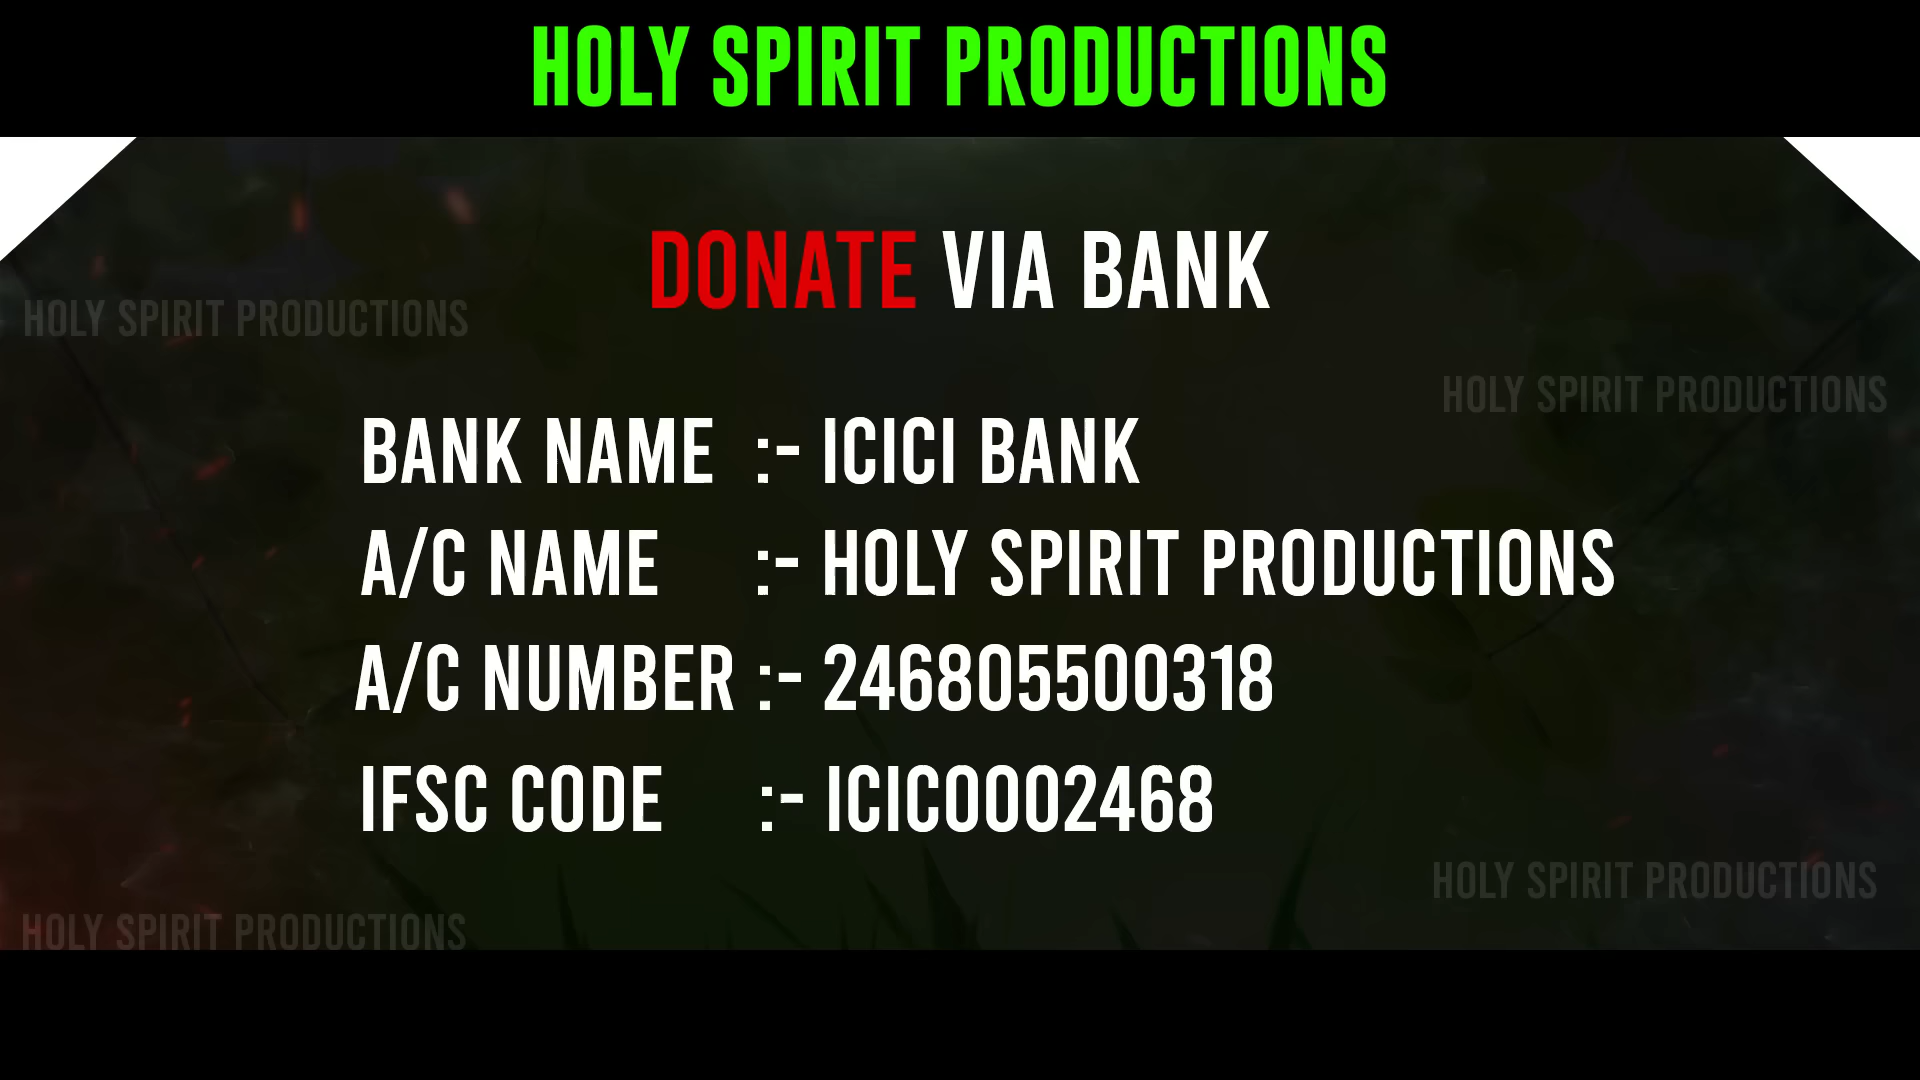 HOLY SPIRIT PRODUCTIONS
DONATE VIA BANK
HOLY SPIRIT PRODUCTIONS
HOLY SPIRIT PRODUCTIONS
BANK NAME :- ICICI BANK
A/C NAME :- HOLY SPIRIT PRODUCTIONS
A/C NUMBER :- 246805500318
IFSC CODE :- ICIC0002468
HOLY SPIRIT PRODUCTIONS
HOLY SPIRIT PRODUCTIONS